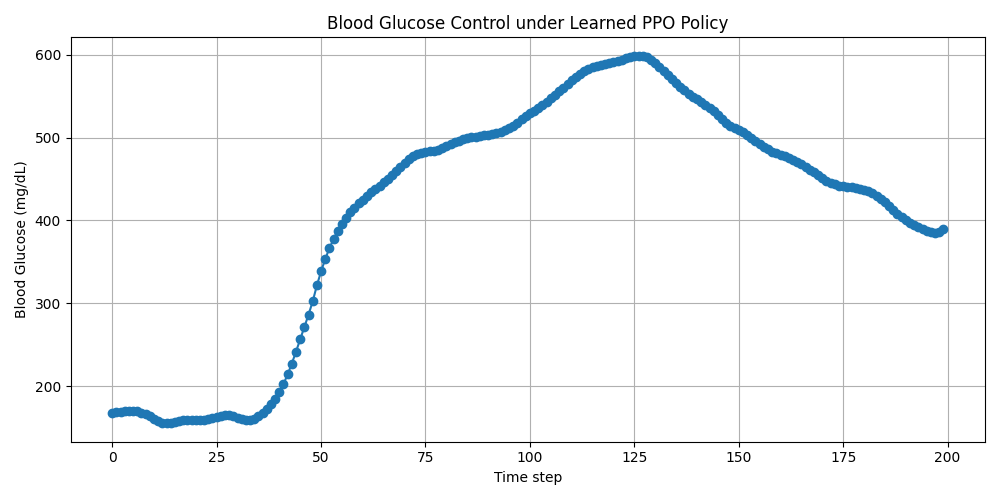 Blood Glucose Control under Learned PPO Policy
Blood Glucose (mg/dL)
600
500
400
300
200
0 25 50 75 100 125 150 175 200
Time step